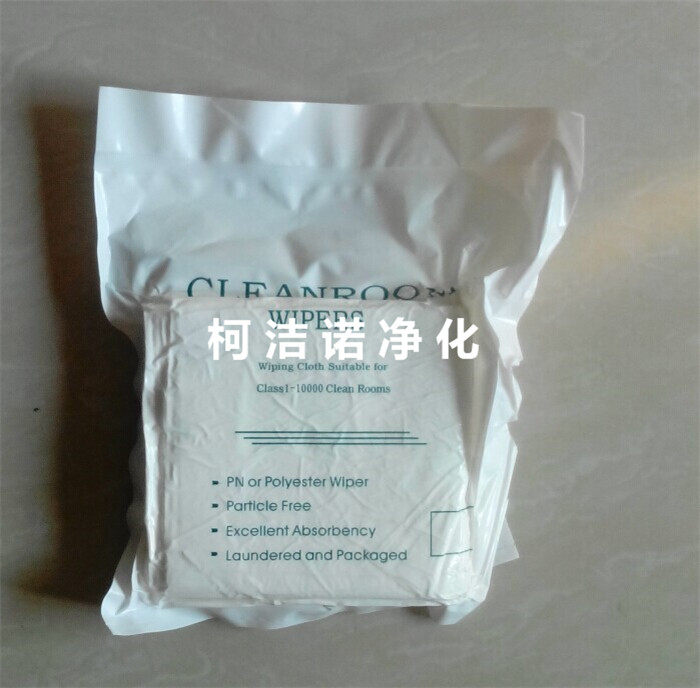 CLEANROOM
WIPERS
柯洁诺净化
Wiping Cloth Suitable for
Class1-10000 Clean Rooms
PN or Polyester Wiper
Particle Free
Excellent Absorbency
Laundered and Packaged